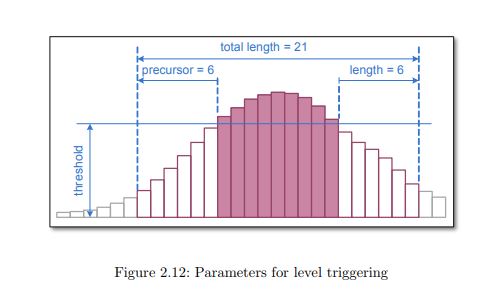 total length = 21
precursor = 6
length = 6
threshold
Figure 2.12: Parameters for level triggering